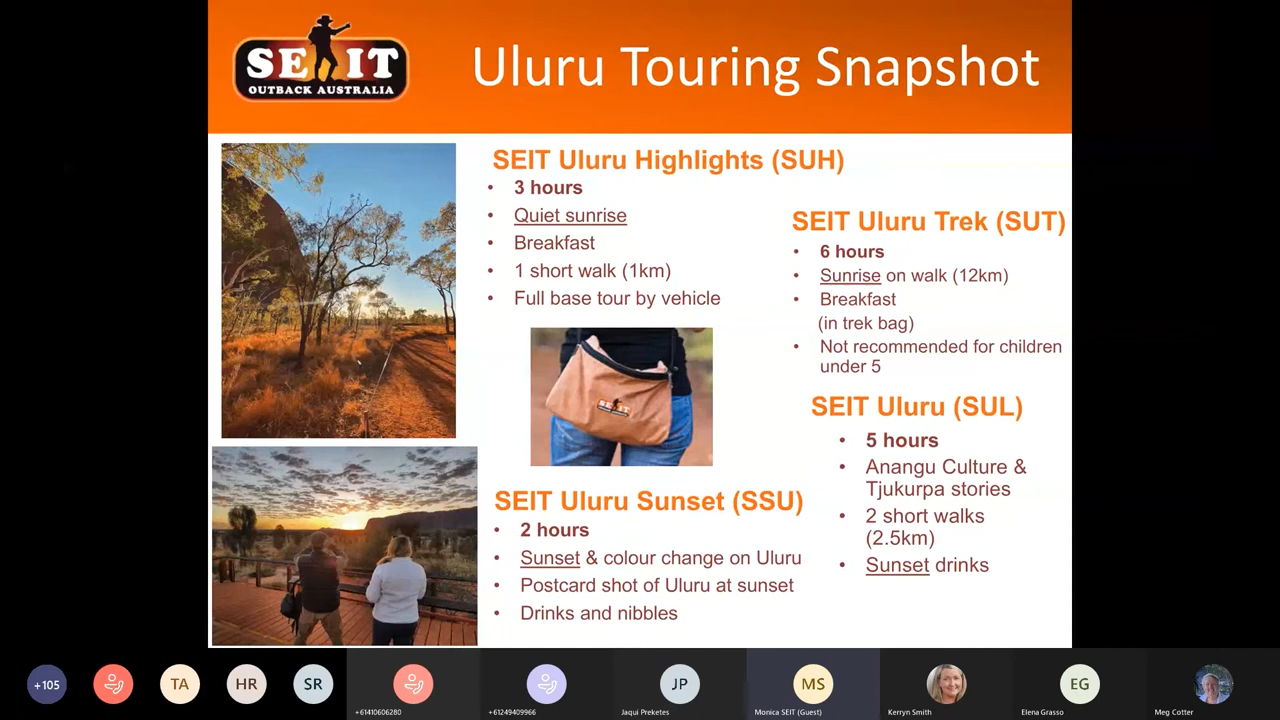 SEIT
OUTBACK AUSTRALIA
Uluru Touring Snapshot
SEIT Uluru Highlights (SUH)
• 3 hours
• Quiet sunrise
• Breakfast
• 1 short walk (1km)
• Full base tour by vehicle
SEIT Uluru Trek (SUT)
• 6 hours
• Sunrise on walk (12km)
• Breakfast
(in trek bag)
• Not recommended for children
under 5
SEIT
SEIT Uluru (SUL)
• 5 hours
• Anangu Culture &
Tjukurpa stories
• 2 short walks
(2.5km)
• Sunset drinks
SEIT Uluru Sunset (SSU)
• 2 hours
• Sunset & colour change on Uluru
• Postcard shot of Uluru at sunset
• Drinks and nibbles
+105
TA
HR
SR
+61410606280
+61249409966
JP
Jaqui Preketes
MS
Monica SEIT (Guest)
Kerryn Smith
EG
Elena Grasso
Meg Cotter